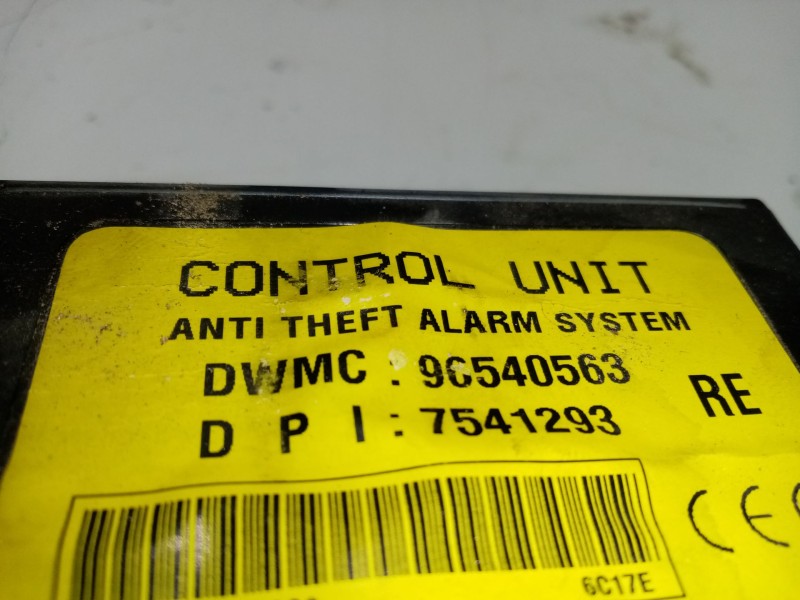 CONTROL UNIT
ANTI THEFT ALARM SYSTEM
DWMC : 96540563
D P I : 7541293
RE
CE
6C17E